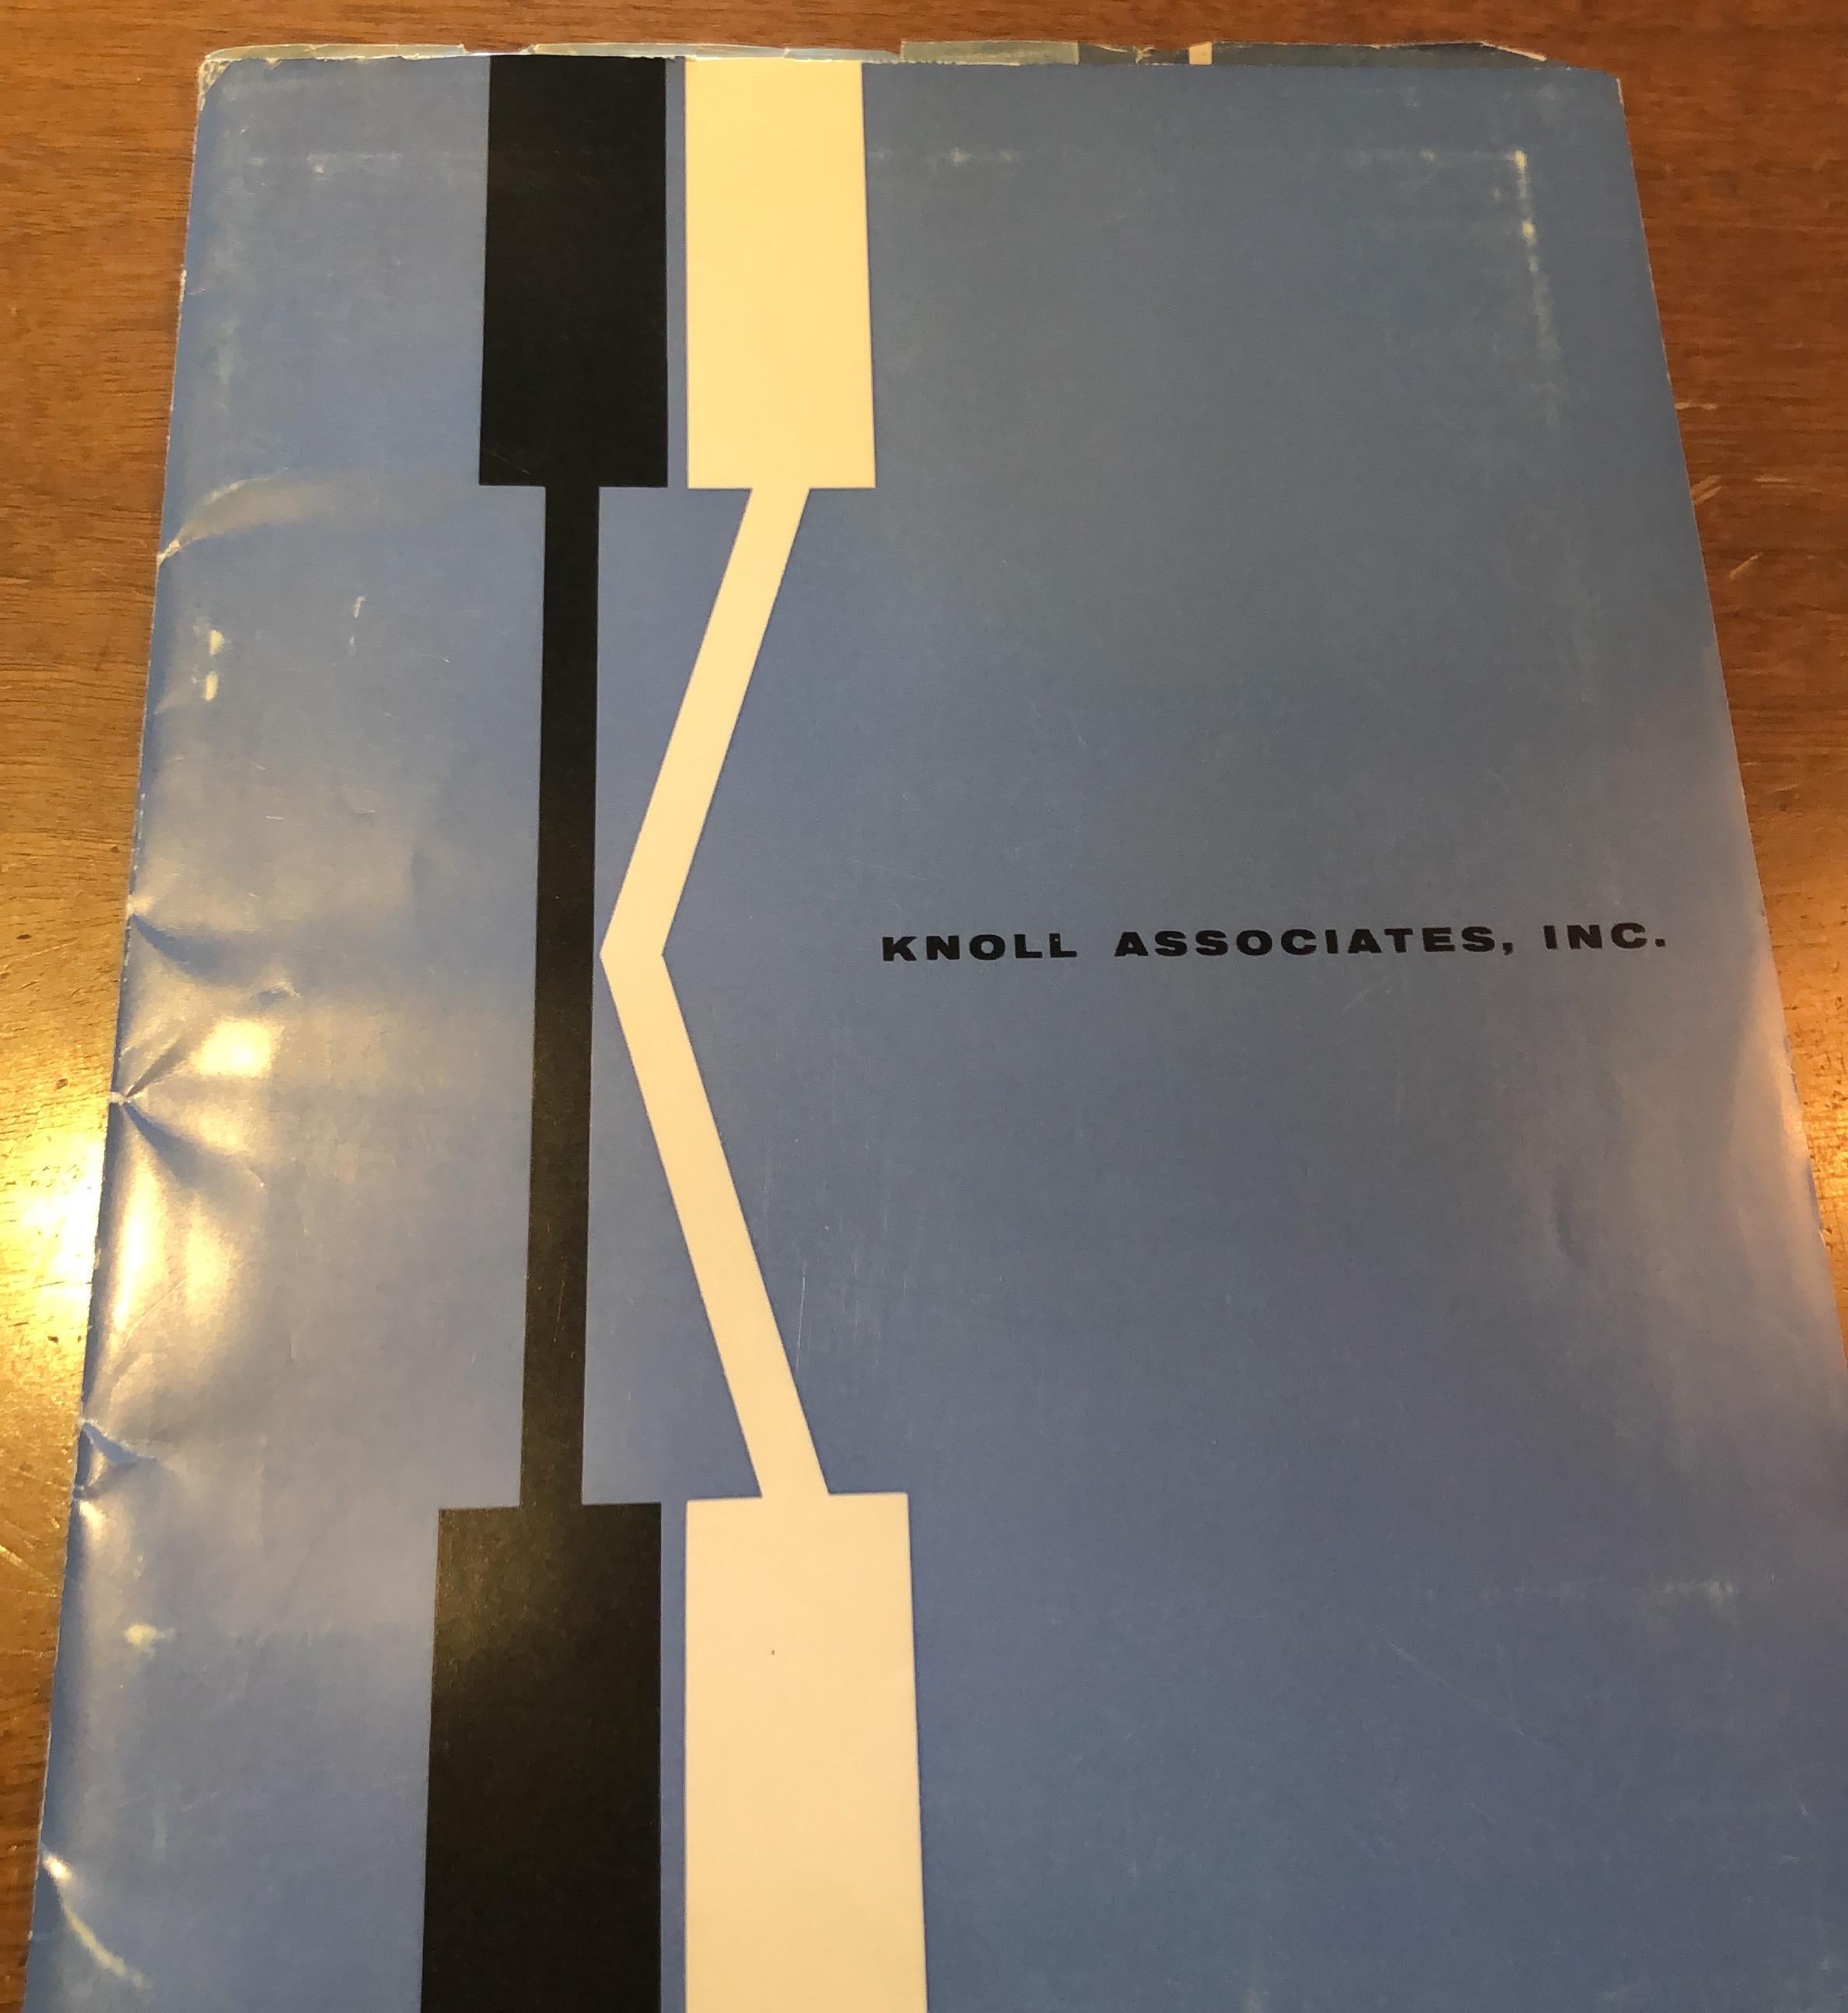 KNOLL ASSOCIATES, INC.